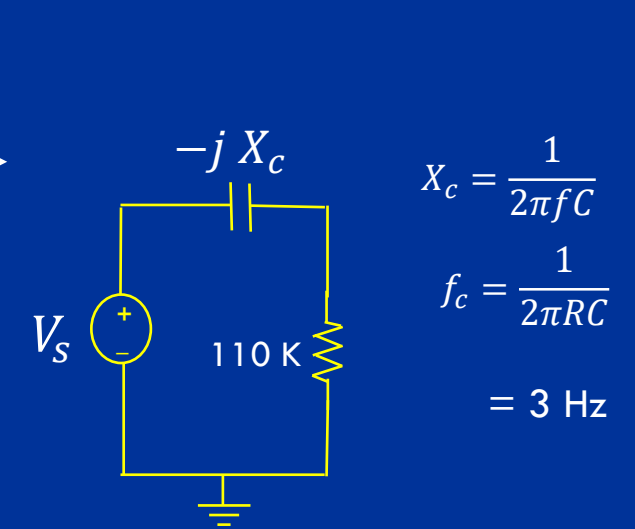 −j Xc
Xc = 1/2πfC
fc = 1/2πRC
+
Vs
−
110 K
= 3 Hz